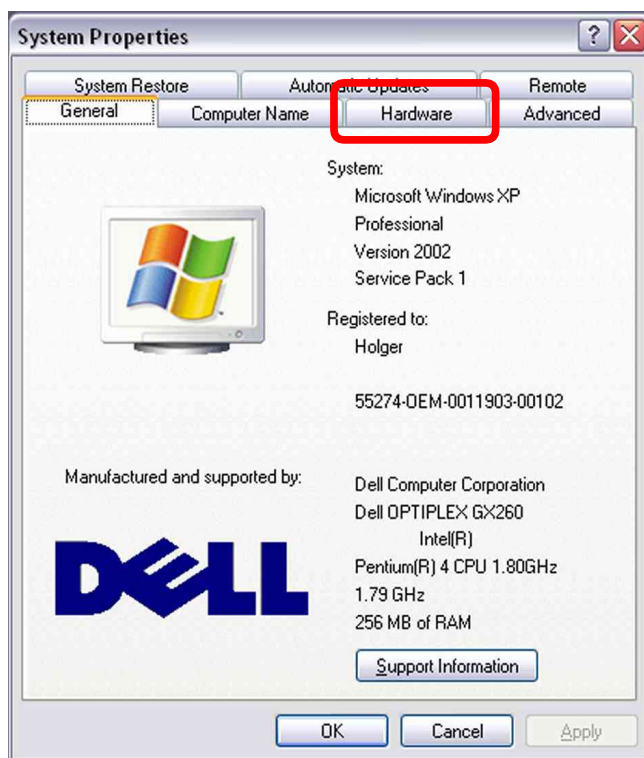 System Properties
System Restore Automatic Updates Remote
General Computer Name Hardware Advanced
System:
Microsoft Windows XP
Professional
Version 2002
Service Pack 1
Registered to:
Holger
55274-OEM-0011903-00102
Manufactured and supported by:
DELL
Dell Computer Corporation
Dell OPTIPLEX GX260
Intel(R)
Pentium(R) 4 CPU 1.80GHz
1.79 GHz
256 MB of RAM
Support Information
OK Cancel Apply